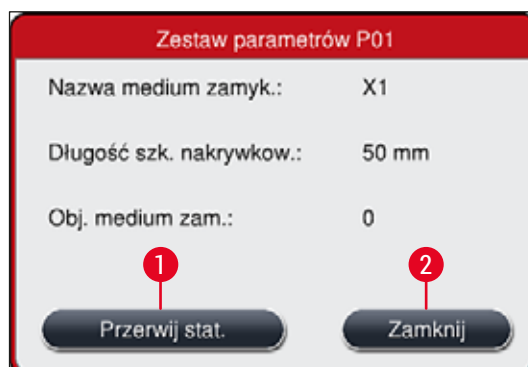 Zestaw parametrów P01
Nazwa medium zamyk.: X1
Długość szk. nakrywkow.: 50 mm
Obj. medium zam.: 0
1 2
Przerwij stat. Zamknij